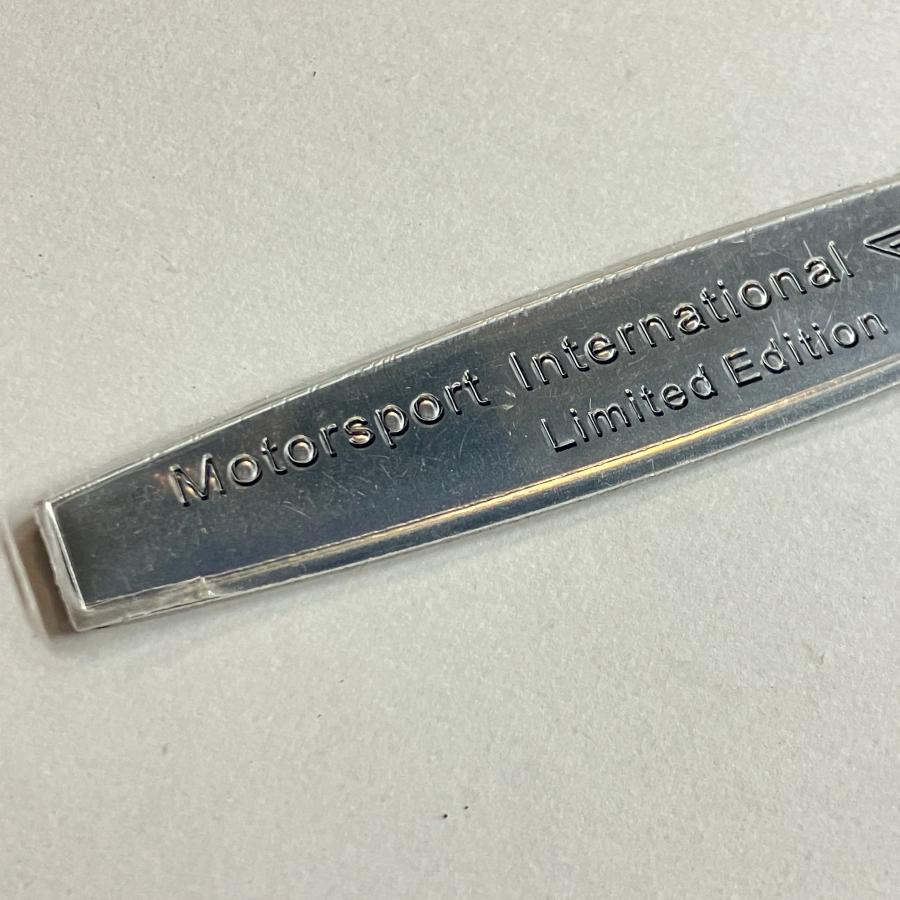 Motorsport International
Limited Edition